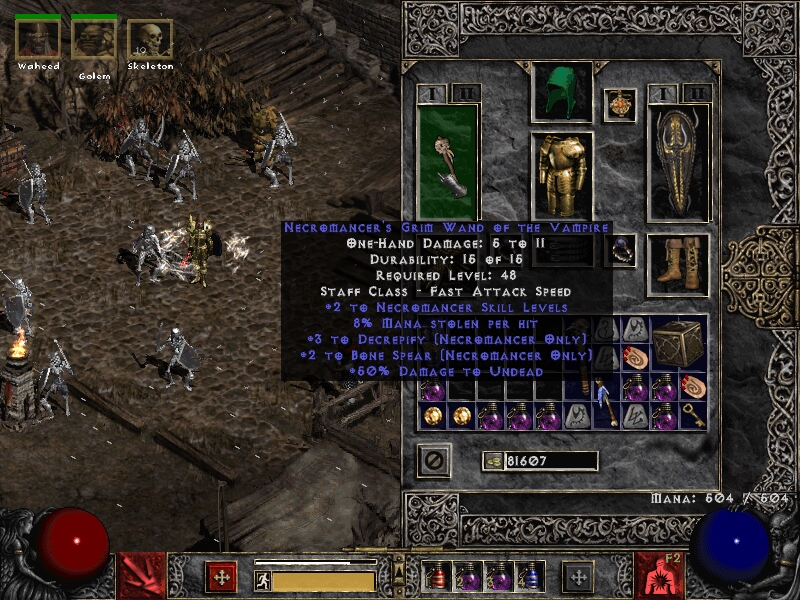 10
Waheed
Golem
Skeleton
I II
I II
Necromancer's Grim Wand of the Vampire
One-Hand Damage: 5 to 11
Durability: 15 of 15
Required Level: 48
Staff Class - Fast Attack Speed
+2 to Necromancer Skill Levels
8% Mana stolen per hit
+3 to Decrepify (Necromancer Only)
+2 to Bone Spear (Necromancer Only)
+50% Damage to Undead
81607
Mana: 504 / 504
F2